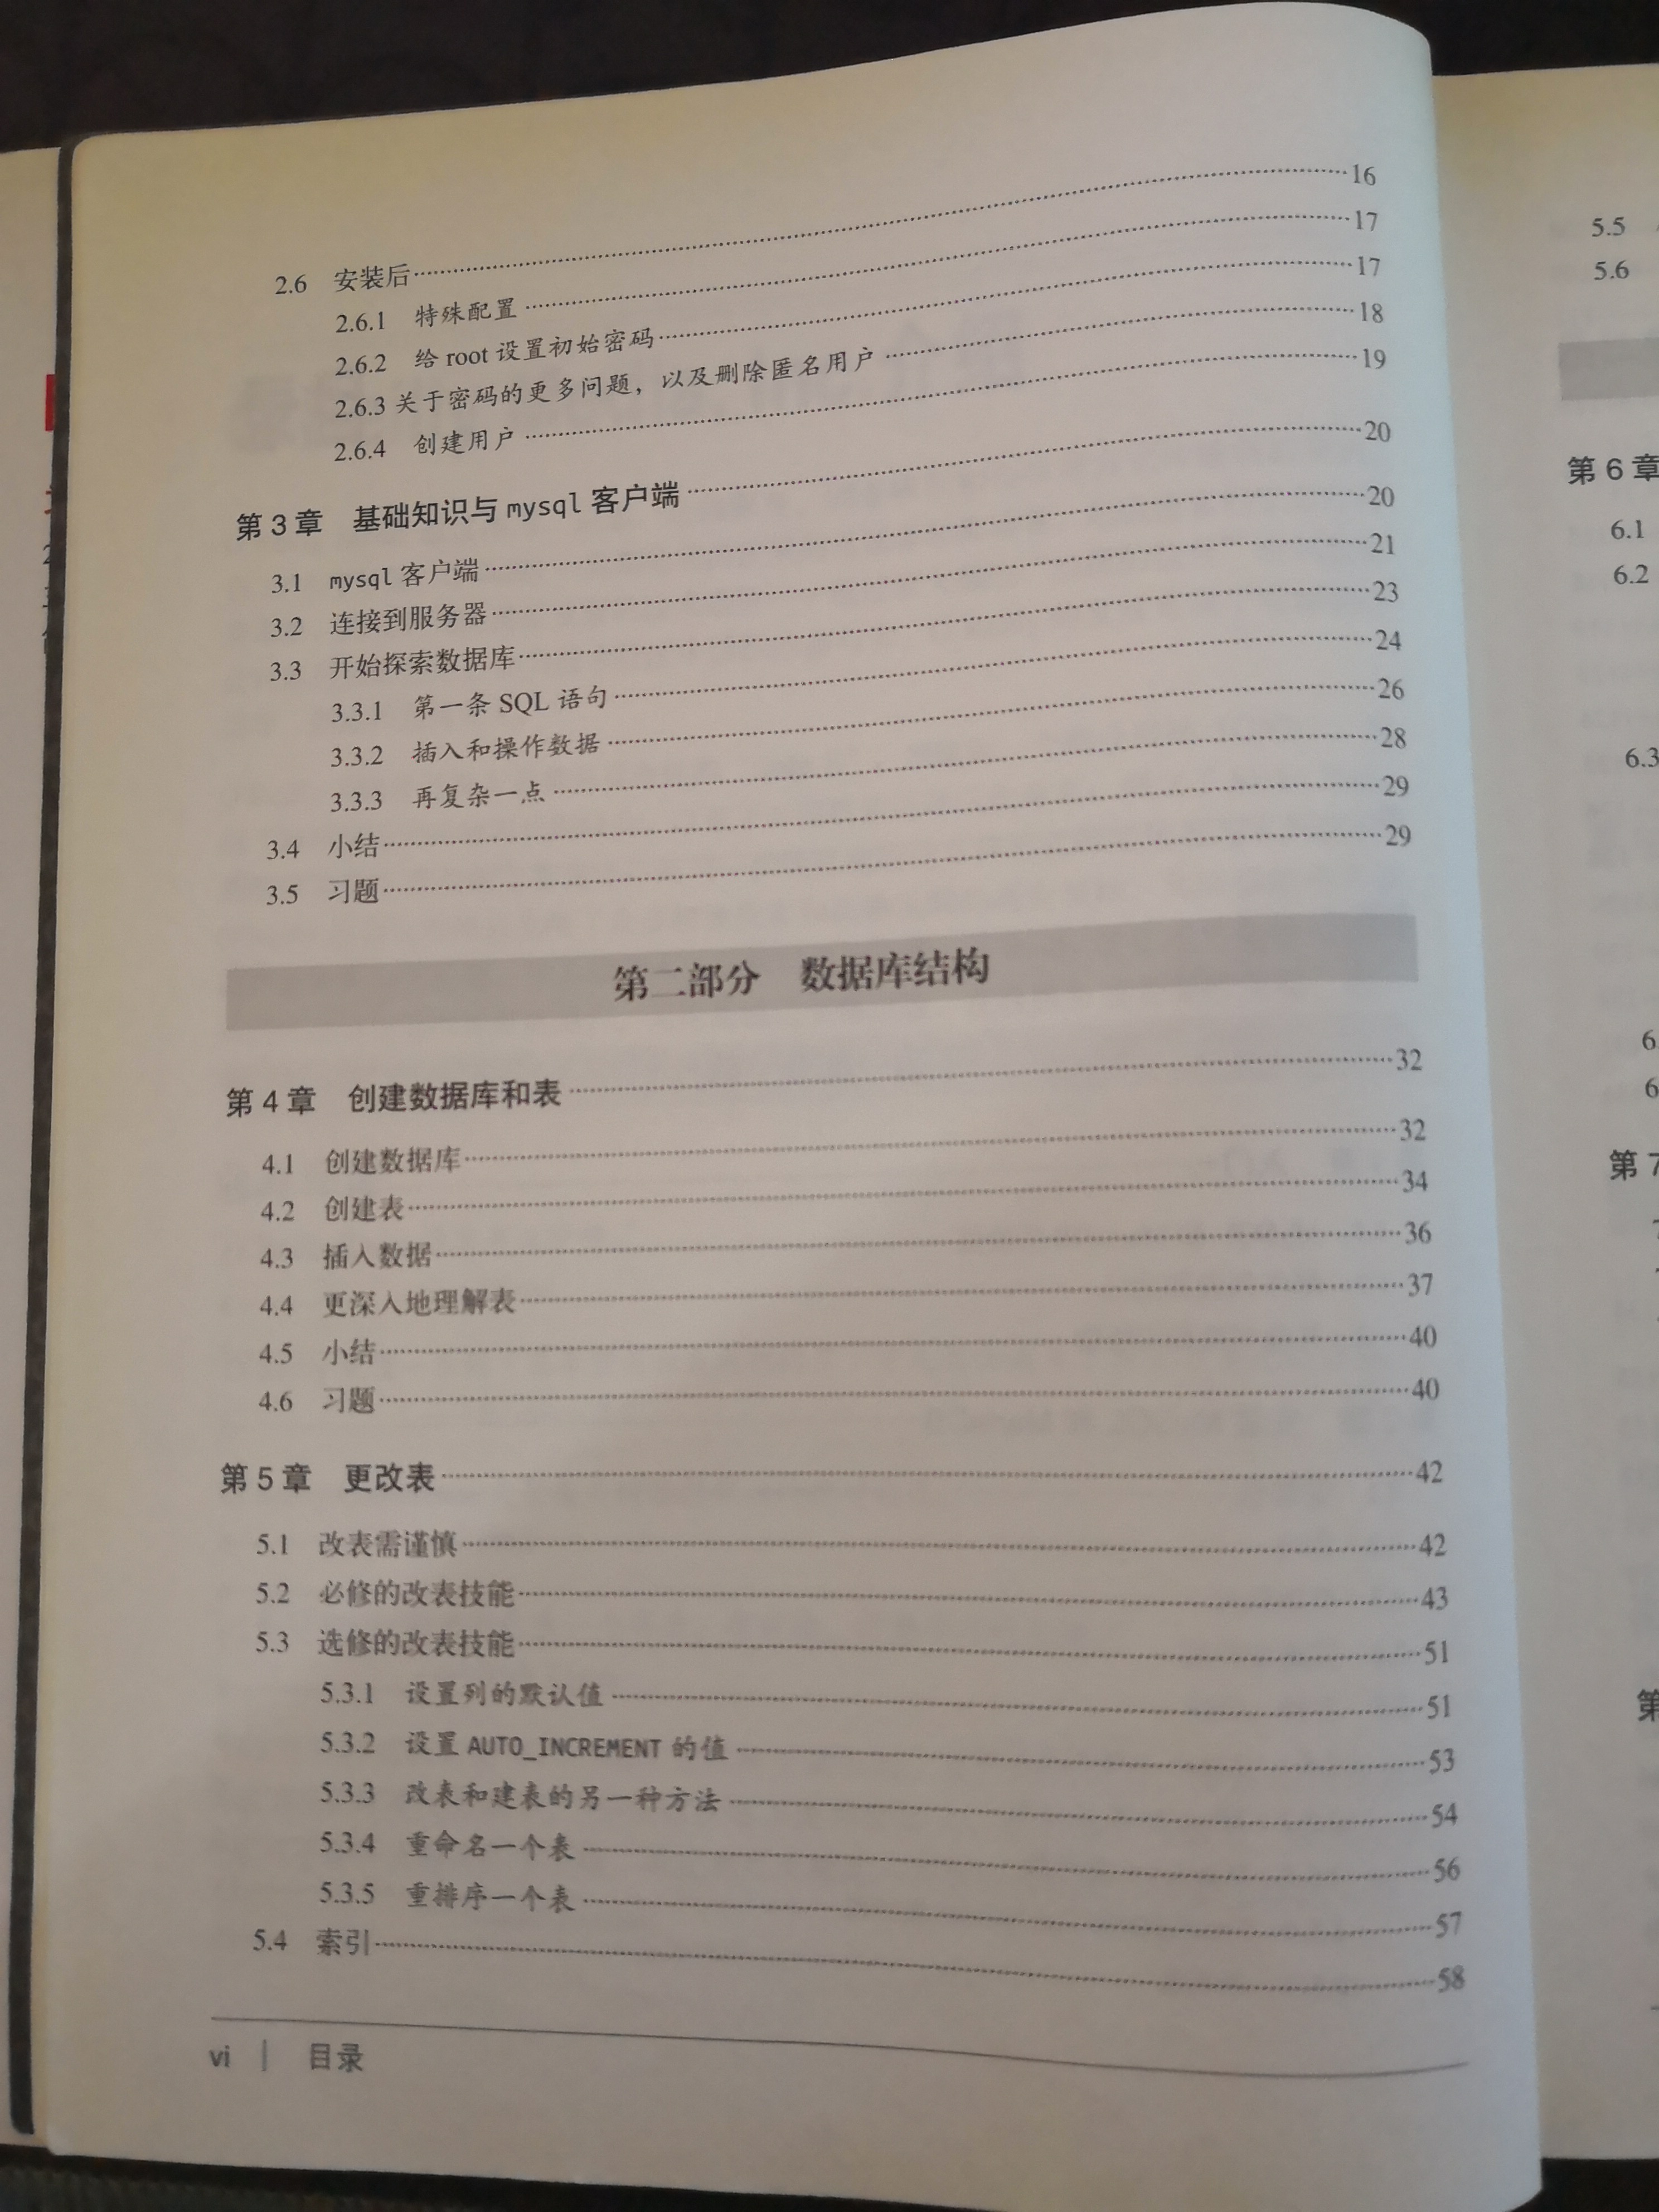 2.6 安装后……16
2.6.1 特殊配置……17
2.6.2 给 root 设置初始密码……17
2.6.3 关于密码的更多问题，以及删除匿名用户……18
2.6.4 创建用户……19
第 3 章 基础知识与 mysql 客户端……20
3.1 mysql 客户端……20
3.2 连接到服务器……21
3.3 开始探索数据库……23
3.3.1 第一条 SQL 语句……24
3.3.2 插入和操作数据……26
3.3.3 再复杂一点……28
3.4 小结……29
3.5 习题……29
第二部分 数据库结构
第 4 章 创建数据库和表……32
4.1 创建数据库……32
4.2 创建表……34
4.3 插入数据……36
4.4 更深入地理解表……37
4.5 小结……40
4.6 习题……40
第 5 章 更改表……42
5.1 改表需谨慎……42
5.2 必修的改表技能……43
5.3 选修的改表技能……51
5.3.1 设置列的默认值……51
5.3.2 设置 AUTO_INCREMENT 的值……53
5.3.3 改表和建表的另一种方法……54
5.3.4 重命名一个表……56
5.3.5 重排序一个表……57
5.4 索引……58
vi | 目录
5.5
5.6
第 6 章
6.1
6.2
6.3
第 7